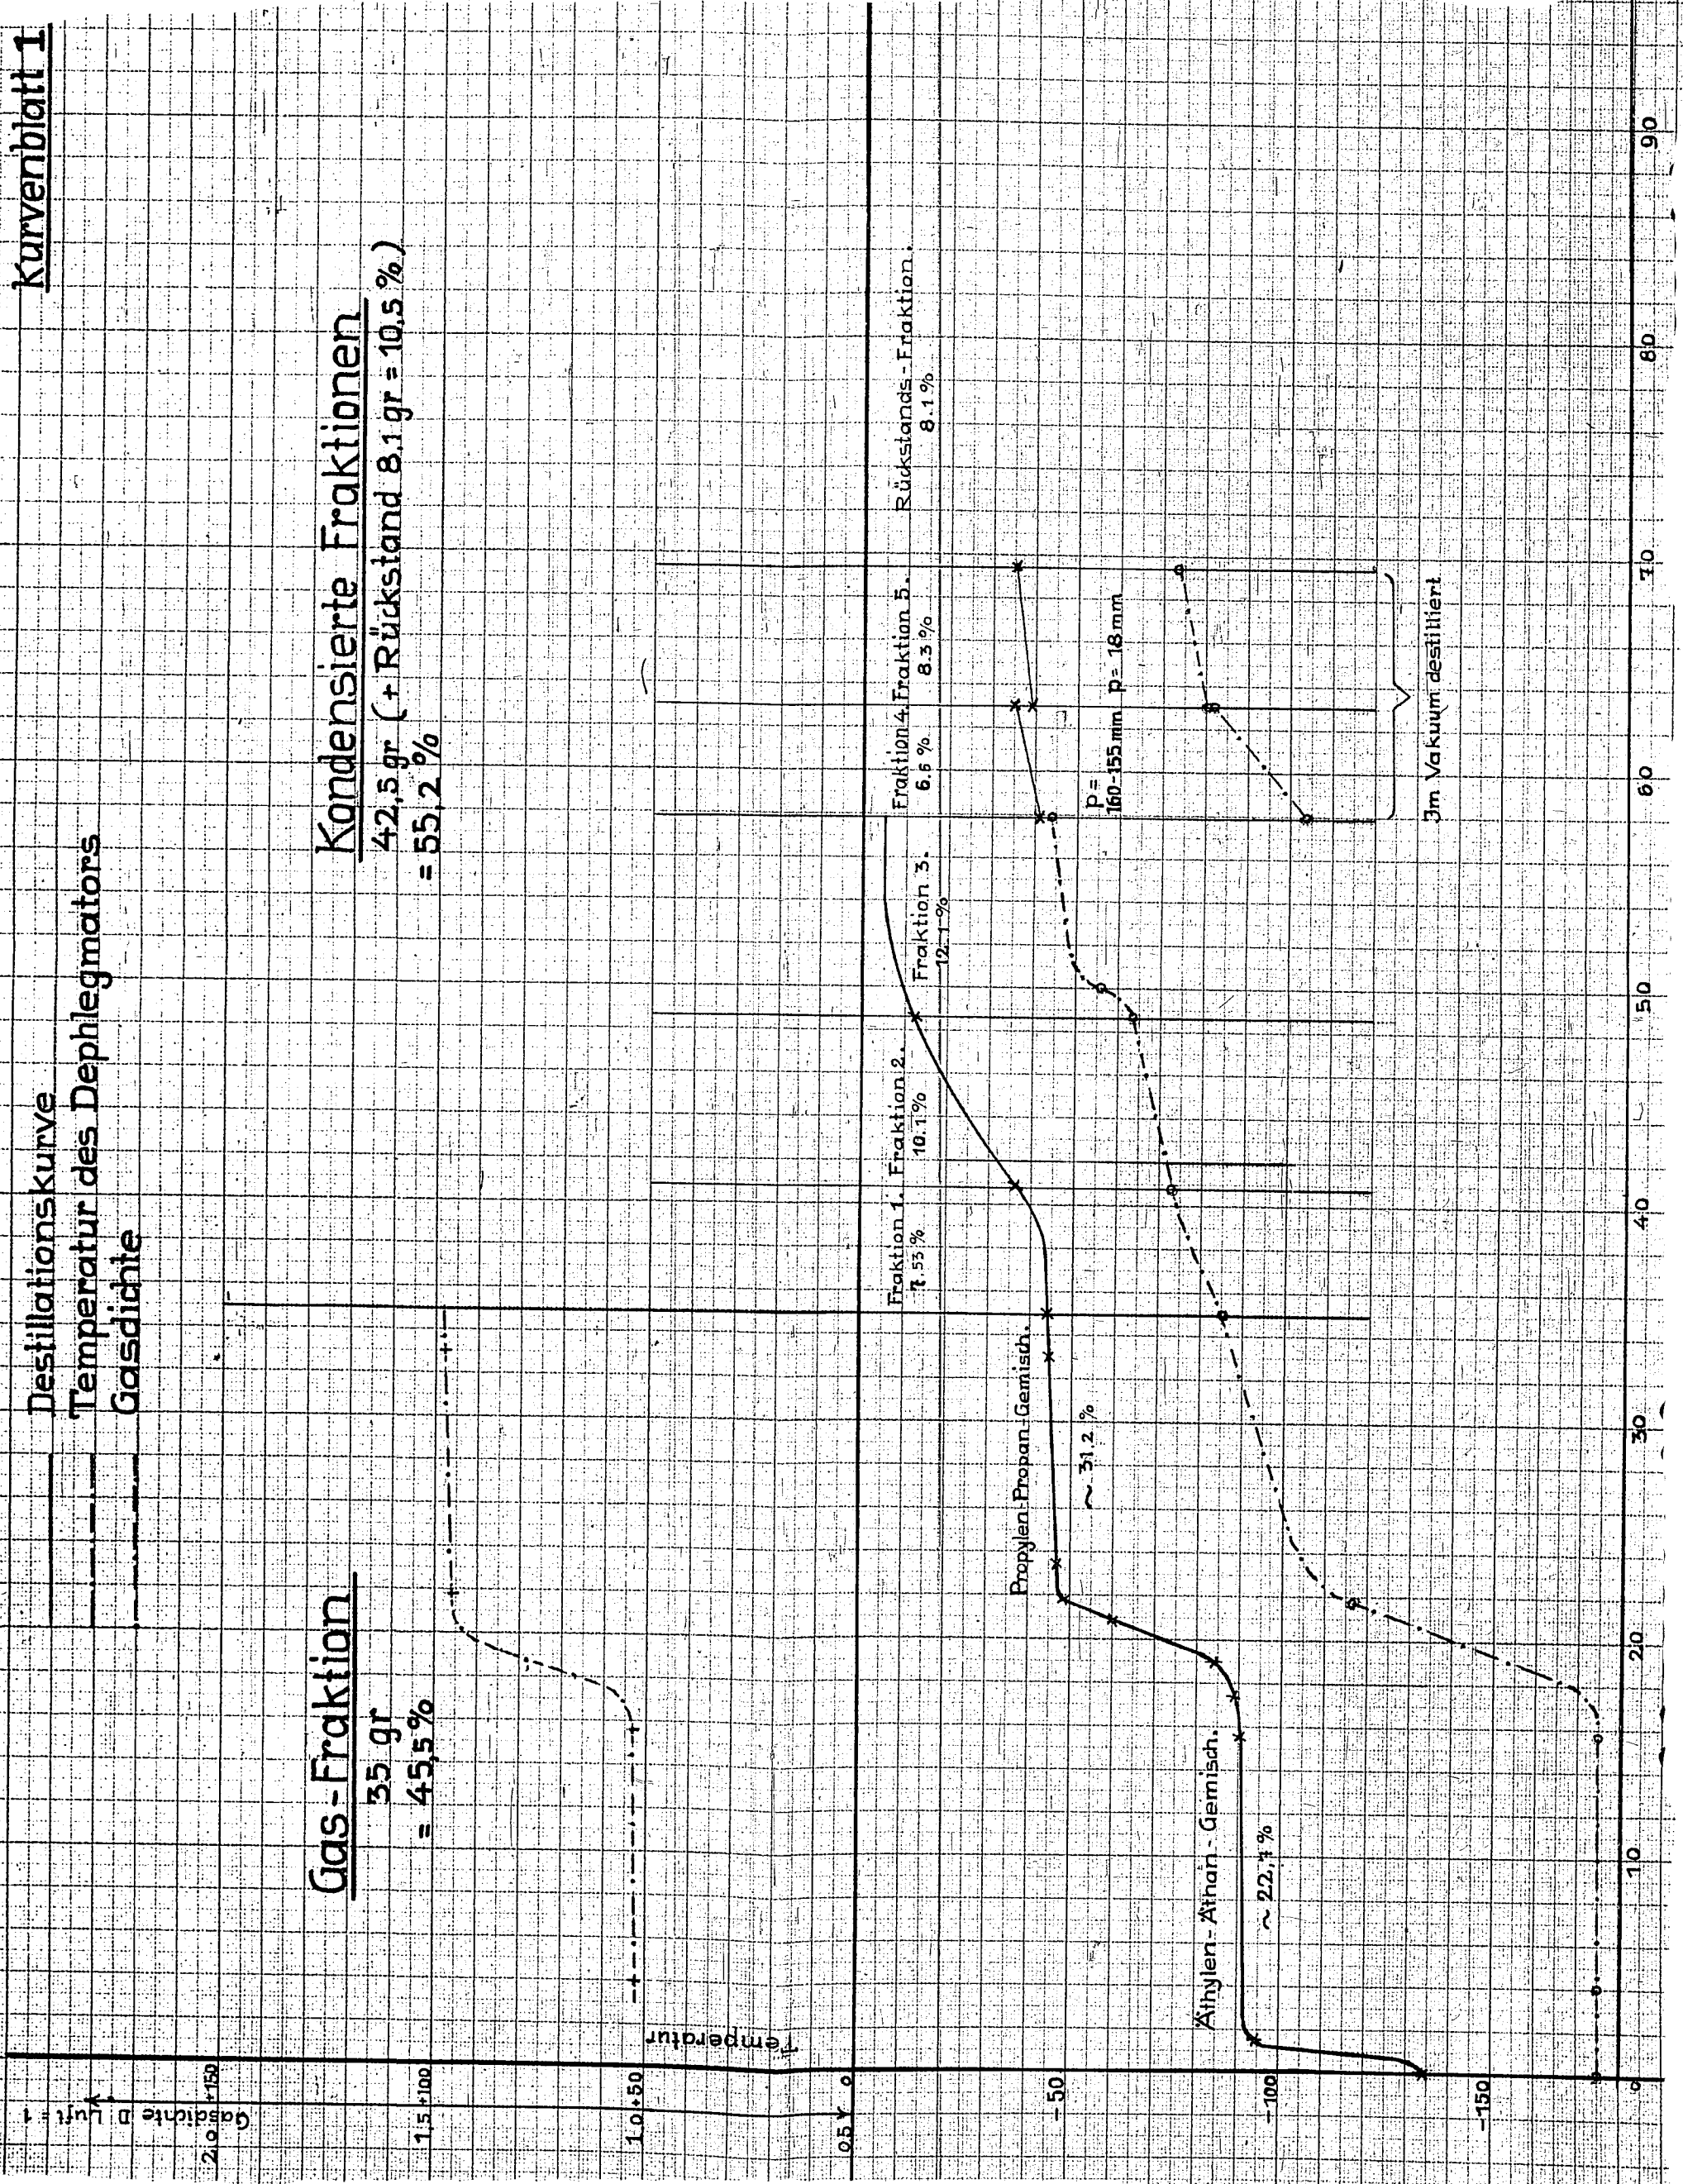 Kurvenblatt 1
Destillationskurve
Temperatur des Dephlegmators
Gasdichte
Gas-Fraktion
35 gr
= 45,5 %
Kondensierte Fraktionen
42,5 gr (+ Rückstand 8,1 gr = 10,5 %)
= 55,2 %
Gasdichte D Luft = 1
Temperatur
2,0 +150
1,5 +100
1,0 +50
0,5 0
-50
-100
-150
Äthylen-Äthan-Gemisch.
~ 22,7 %
Propylen-Propan-Gemisch.
~ 31.2 %
Fraktion 1.
7.53 %
Fraktion 2.
10.1 %
Fraktion 3.
12.1 %
Fraktion 4.
6.6 %
Fraktion 5.
8.3 %
Rückstands-Fraktion.
8.1 %
p =
160-155 mm
p = 18 mm
Im Vakuum destilliert
0 10 20 30 40 50 60 70 80 90